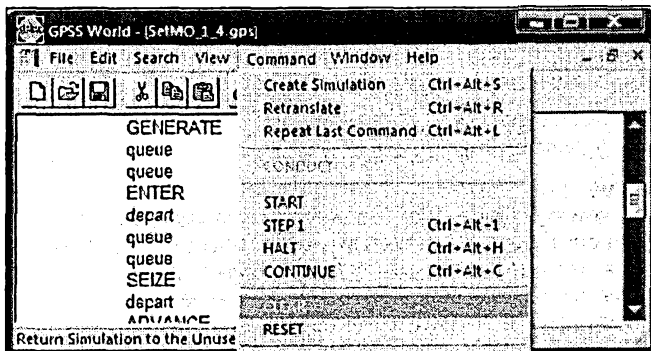 GPSS World - [SetMO_1_4.gps]
File Edit Search View Command Window Help
Create Simulation Ctrl+Alt+S
Retranslate Ctrl+Alt+R
Repeat Last Command Ctrl+Alt+L
CONDUCT
START
STEP 1 Ctrl+Alt+1
HALT Ctrl+Alt+H
CONTINUE Ctrl+Alt+C
RESET
GENERATE
queue
queue
ENTER
depart
queue
queue
SEIZE
depart
ADVANCE
Return Simulation to the Unuse